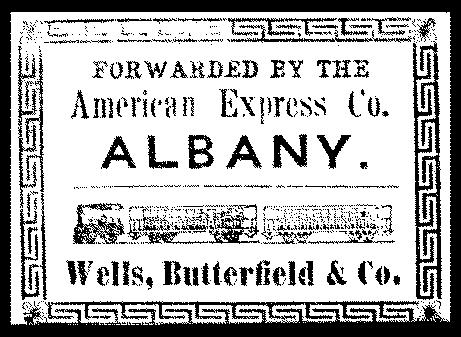 FORWARDED BY THE
American Express Co.
ALBANY.
Wells, Butterfield & Co.